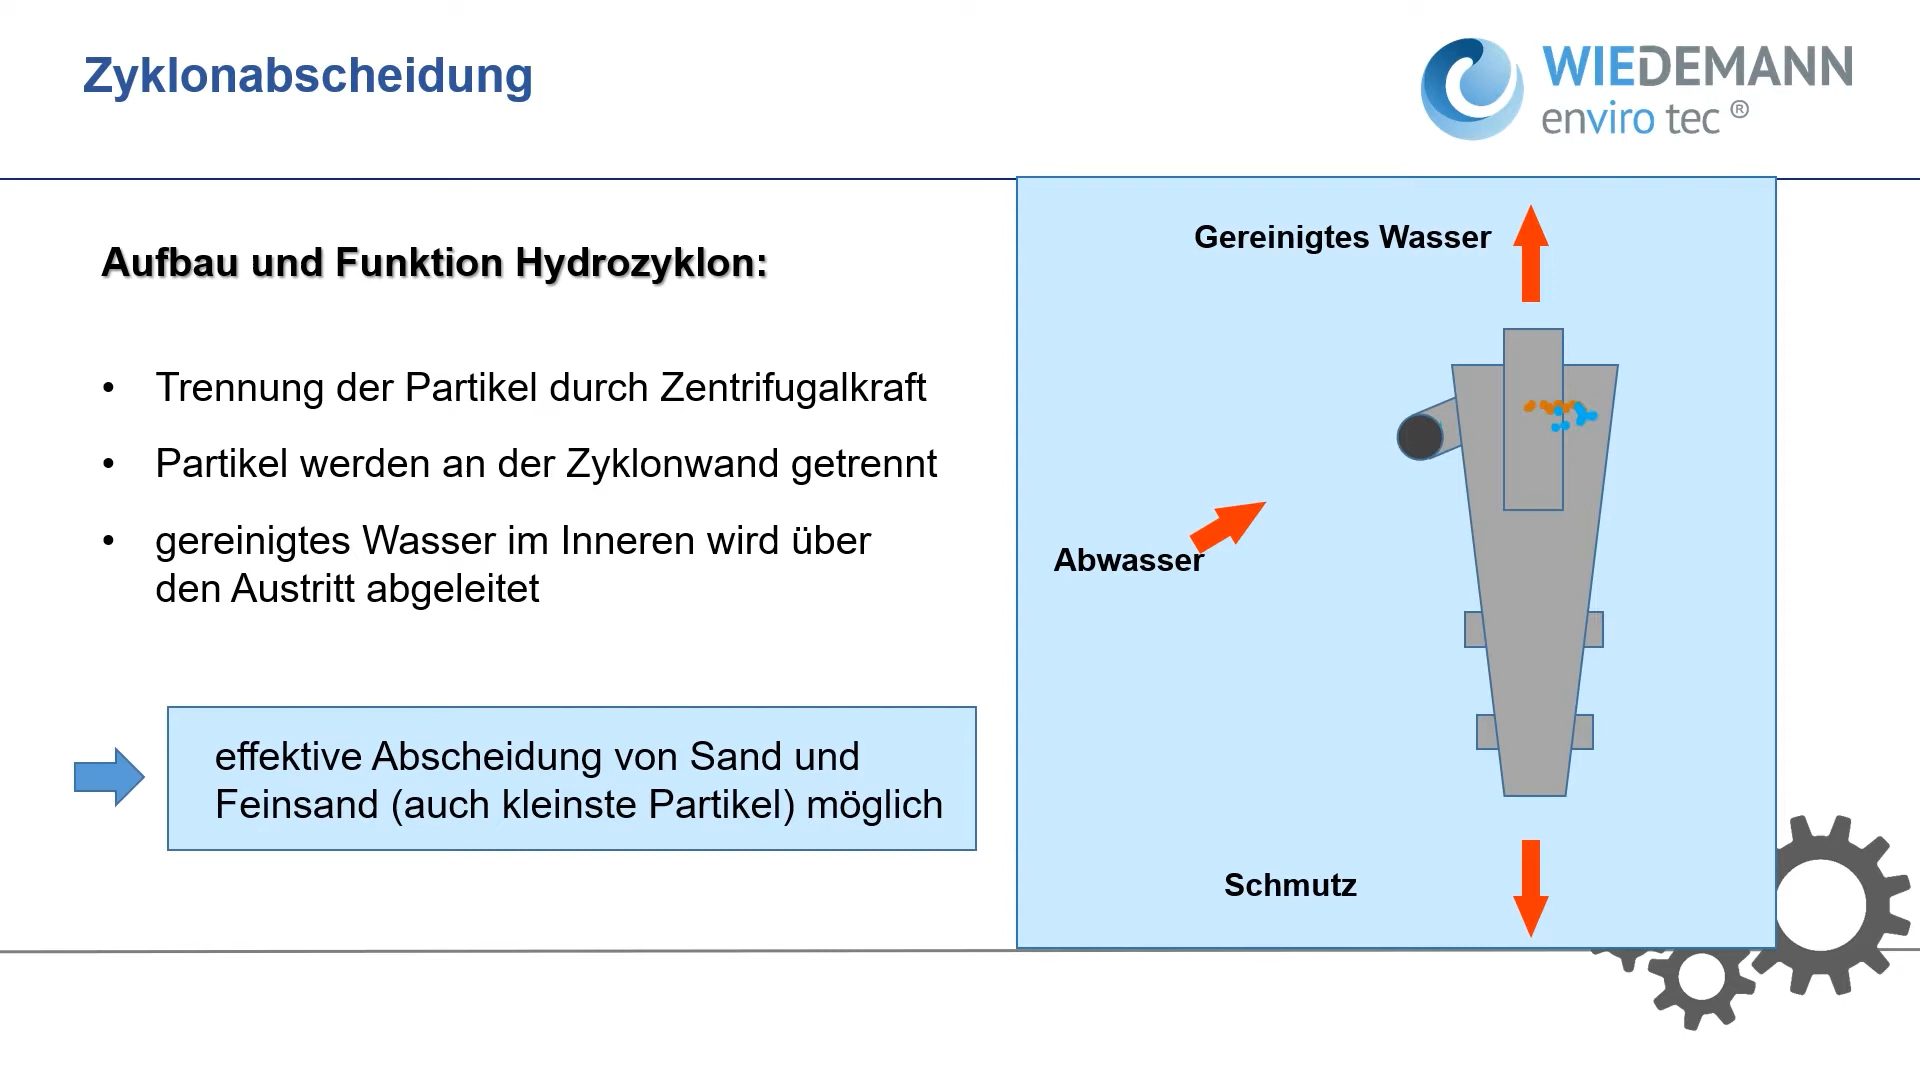 Zyklonabscheidung
WIEDEMANN
enviro tec ®
Aufbau und Funktion Hydrozyklon:
• Trennung der Partikel durch Zentrifugalkraft
• Partikel werden an der Zyklonwand getrennt
• gereinigtes Wasser im Inneren wird über
den Austritt abgeleitet
effektive Abscheidung von Sand und
Feinsand (auch kleinste Partikel) möglich
Gereinigtes Wasser
Abwasser
Schmutz